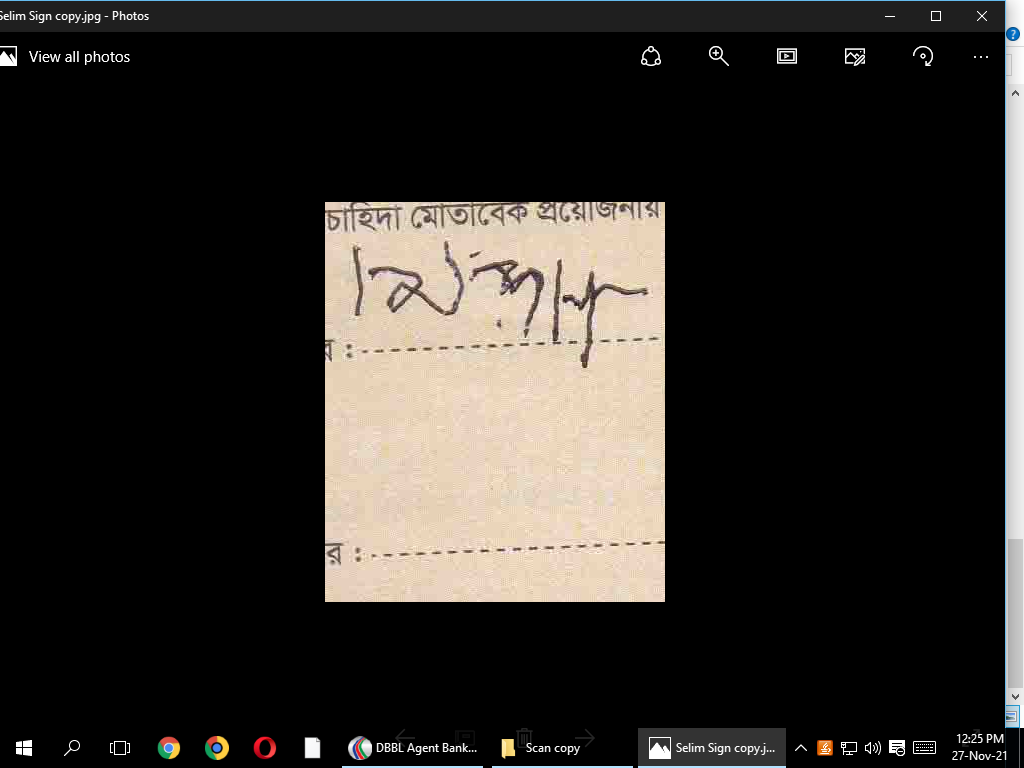 Selim Sign copy.jpg - Photos
View all photos
চাহিদা মোতাবেক প্রয়োজনীয়
র :
র :
DBBL Agent Bank...
Scan copy
Selim Sign copy.j...
12:25 PM
27-Nov-21